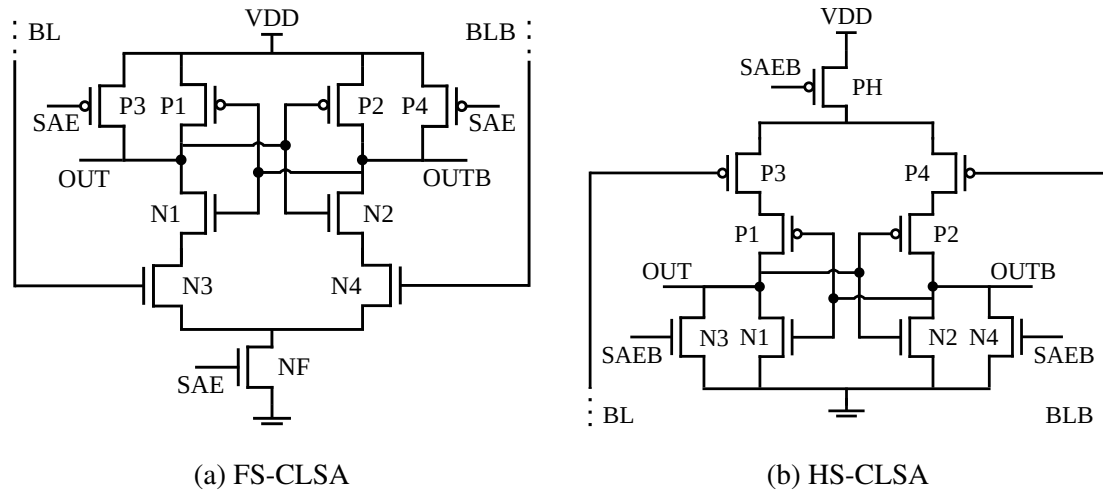 BL
VDD
BLB
P3
P1
P2
P4
SAE
SAE
OUT
OUTB
N1
N2
N3
N4
SAE
NF
(a) FS-CLSA
VDD
SAEB
PH
P3
P4
P1
P2
OUT
OUTB
N3
N1
N2
N4
SAEB
SAEB
BL
BLB
(b) HS-CLSA